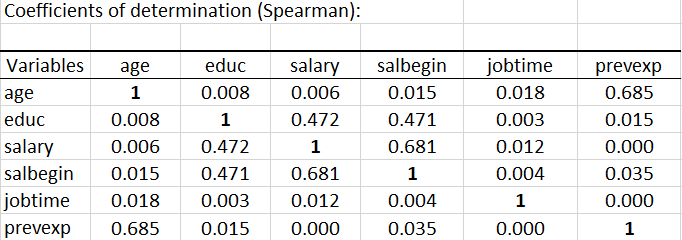 Coefficients of determination (Spearman):
Variables age educ salary salbegin jobtime prevexp
age 1 0.008 0.006 0.015 0.018 0.685
educ 0.008 1 0.472 0.471 0.003 0.015
salary 0.006 0.472 1 0.681 0.012 0.000
salbegin 0.015 0.471 0.681 1 0.004 0.035
jobtime 0.018 0.003 0.012 0.004 1 0.000
prevexp 0.685 0.015 0.000 0.035 0.000 1